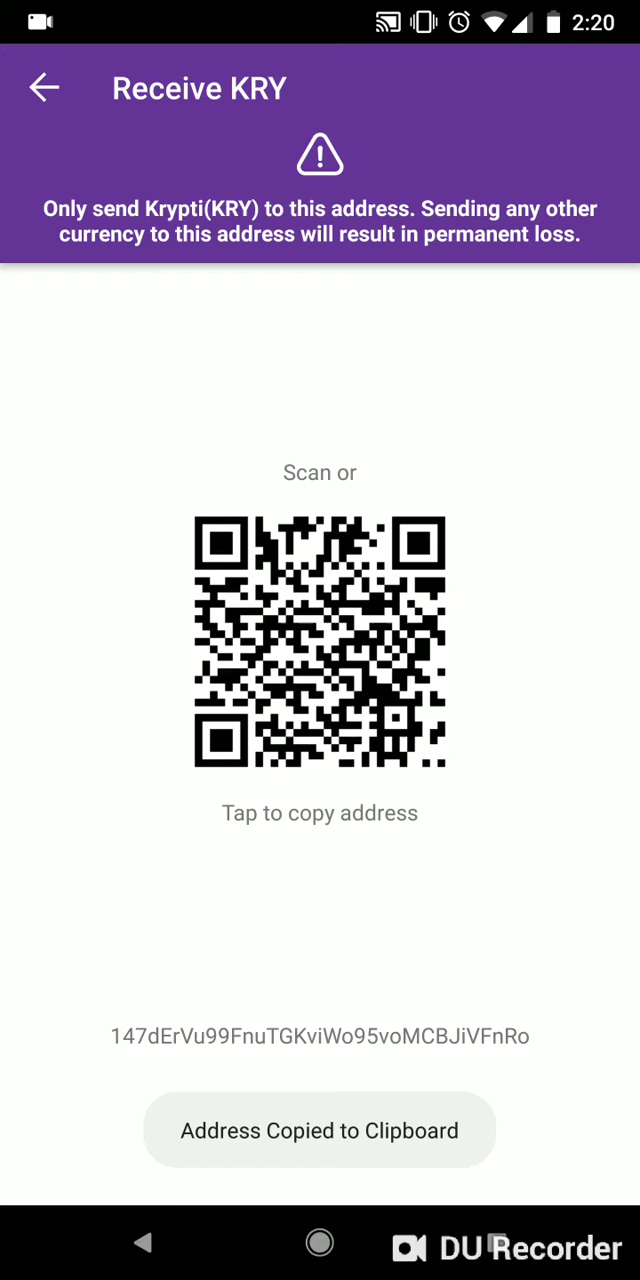 2:20
Receive KRY
Only send Krypti(KRY) to this address. Sending any other
currency to this address will result in permanent loss.
Scan or
Tap to copy address
147dErVu99FnuTGKviWo95voMCBJiVFnRo
Address Copied to Clipboard
DU Recorder